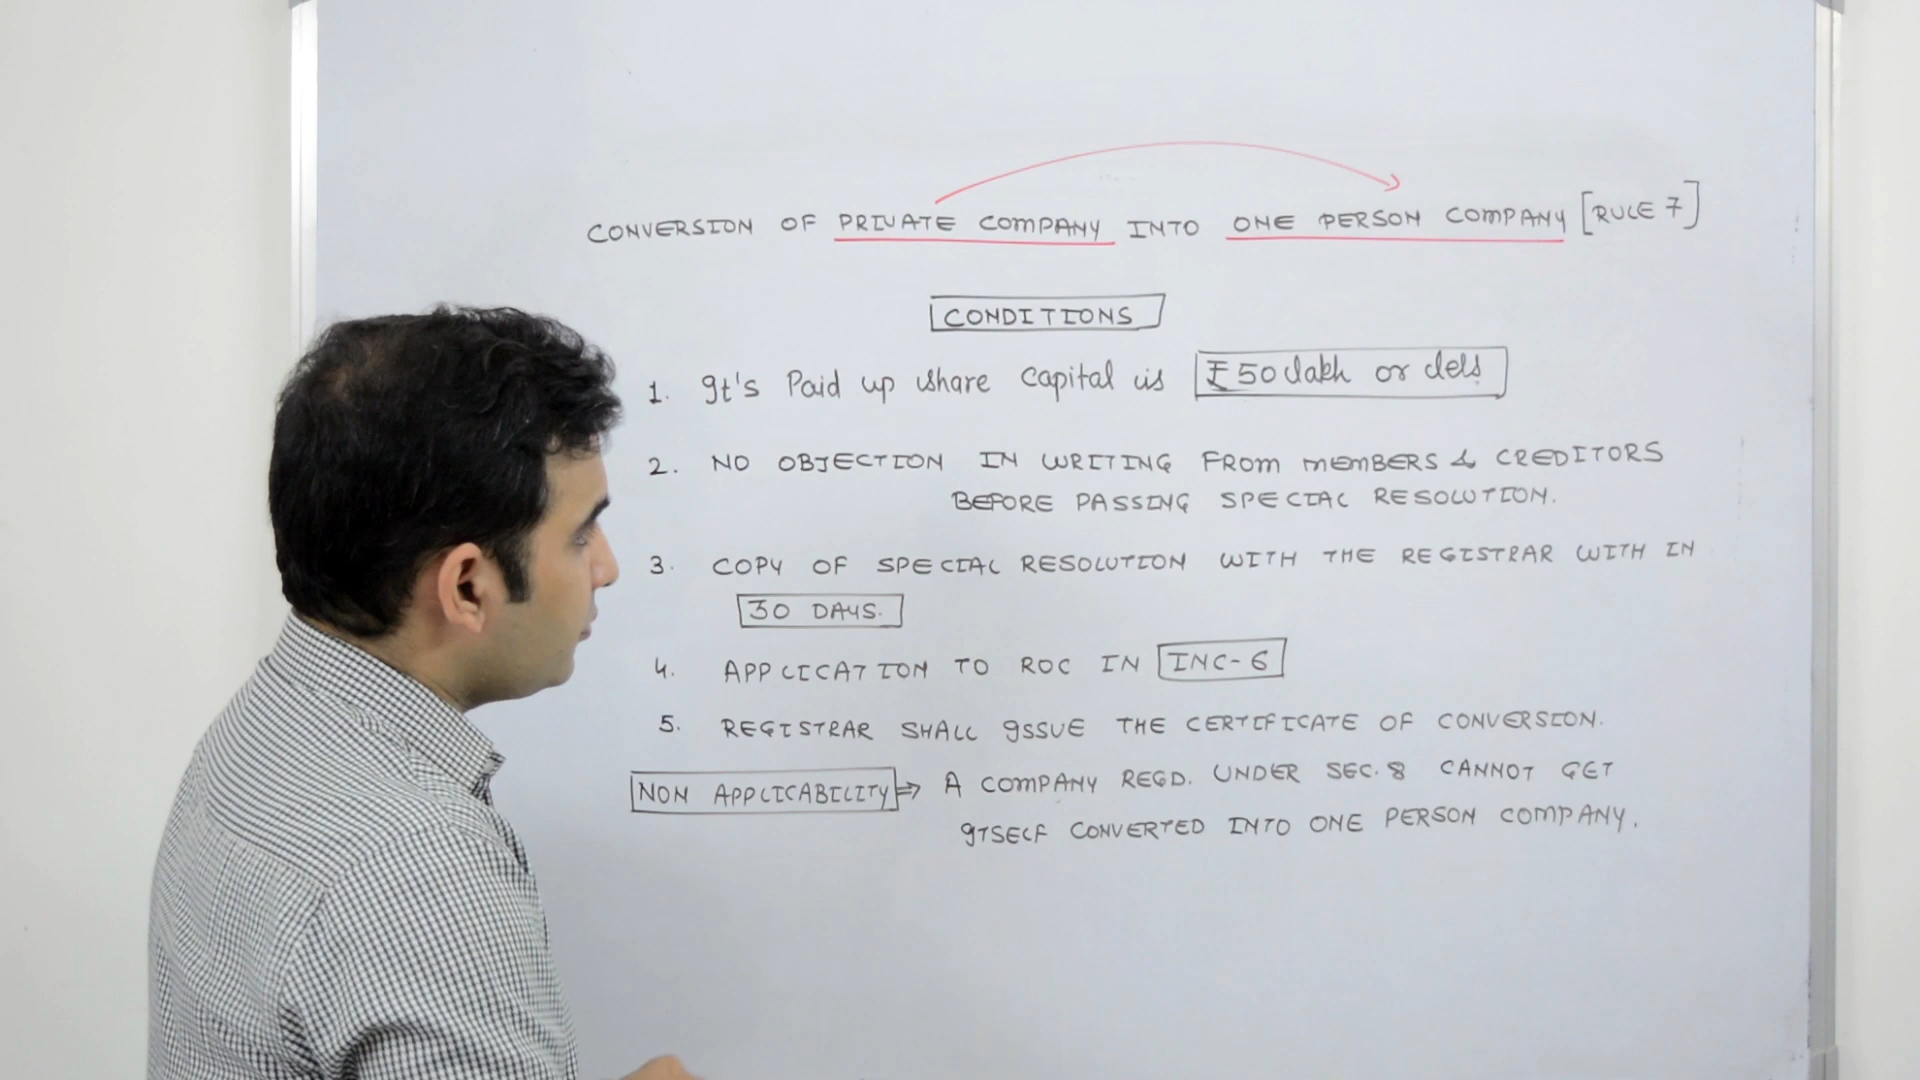 CONVERSION OF PRIVATE COMPANY INTO ONE PERSON COMPANY [RULE 7]
CONDITIONS
1. It's Paid up share capital is ₹50 lakh or less
2. NO OBJECTION IN WRITING FROM MEMBERS & CREDITORS
BEFORE PASSING SPECIAL RESOLUTION.
3. COPY OF SPECIAL RESOLUTION WITH THE REGISTRAR WITH IN
30 DAYS.
4. APPLICATION TO ROC IN INC-6
5. REGISTRAR SHALL ISSUE THE CERTIFICATE OF CONVERSION.
NON APPLICABILITY ⇒ A COMPANY REGD. UNDER SEC. 8 CANNOT GET
ITSELF CONVERTED INTO ONE PERSON COMPANY.